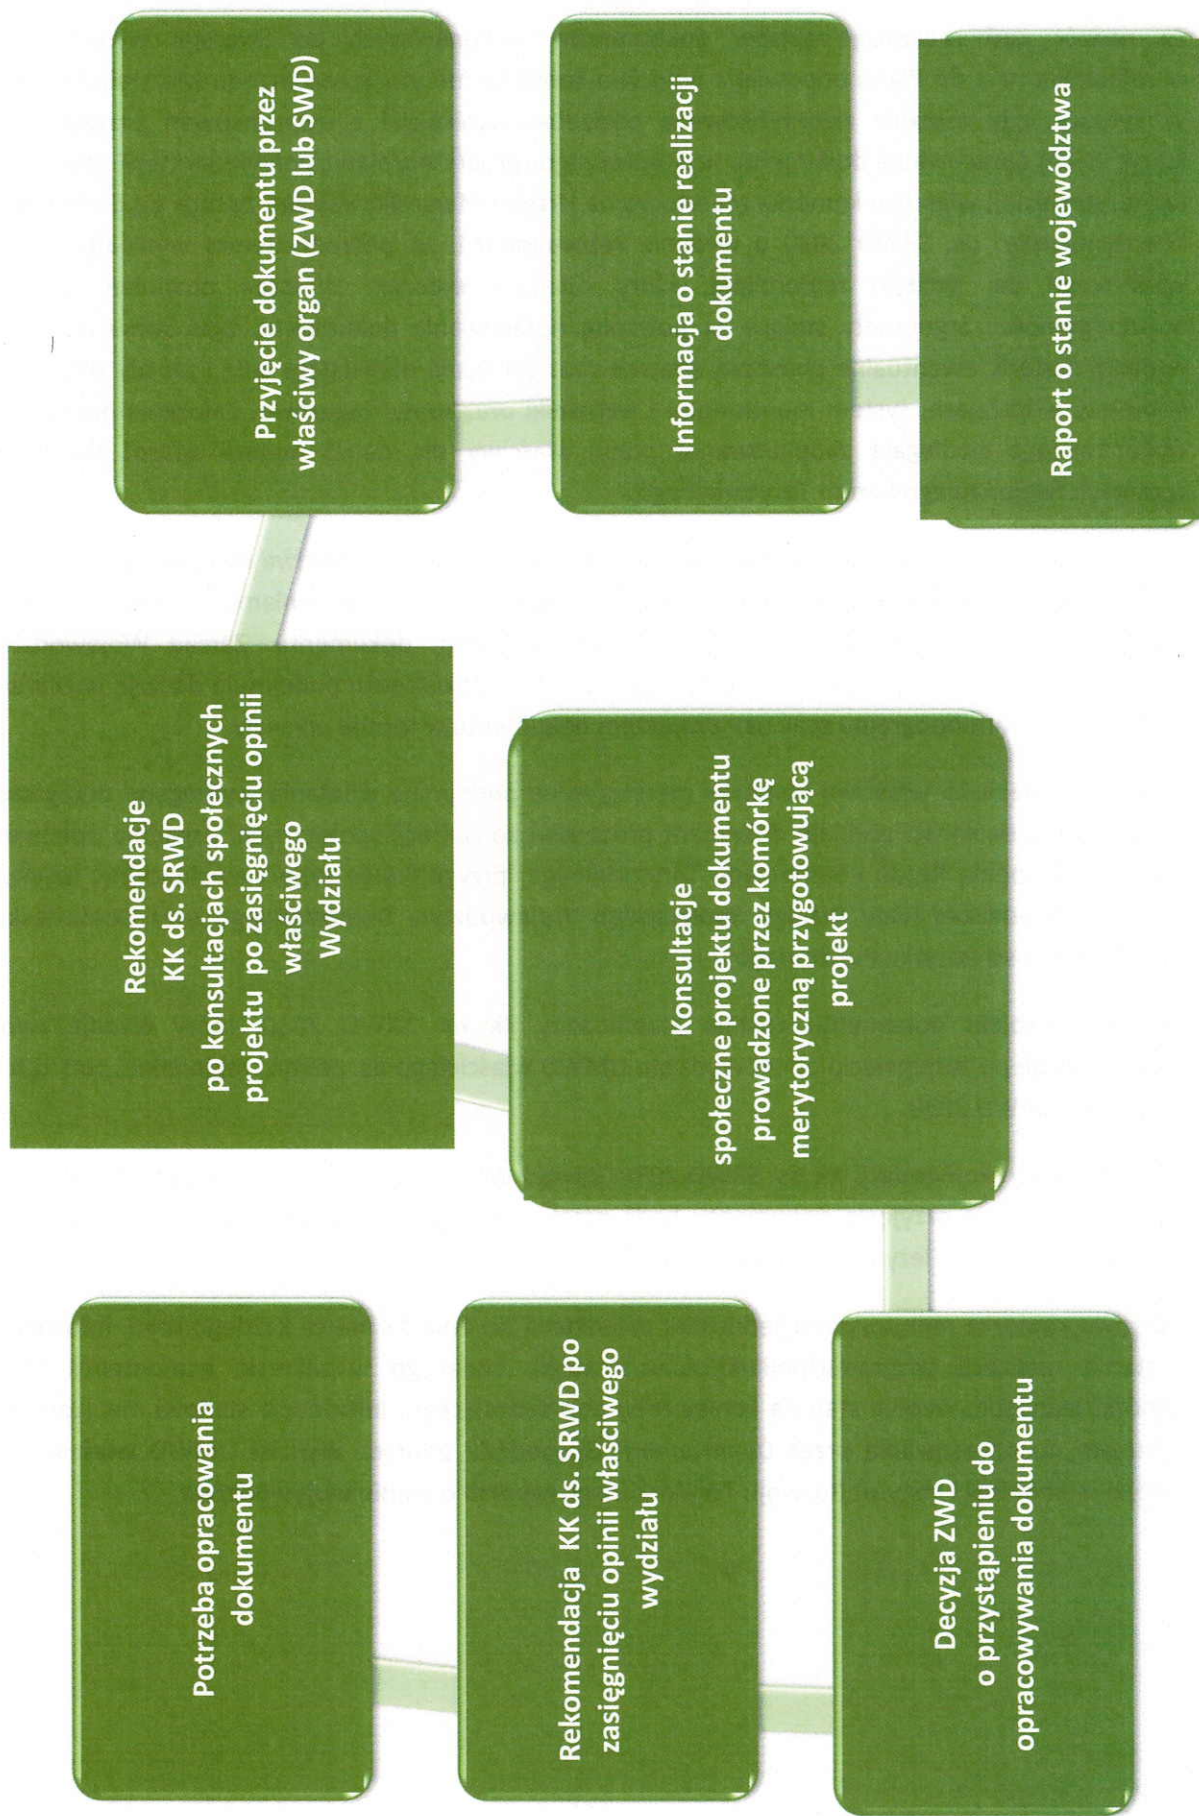 Potrzeba opracowania
dokumentu
Rekomendacja KK ds. SRWD po
zasięgnięciu opinii właściwego
wydziału
Decyzja ZWD
o przystąpieniu do
opracowywania dokumentu
Konsultacje
społeczne projektu dokumentu
prowadzone przez komórkę
merytoryczną przygotowującą
projekt
Rekomendacje
KK ds. SRWD
po konsultacjach społecznych
projektu po zasięgnięciu opinii
właściwego
Wydziału
Przyjęcie dokumentu przez
właściwy organ (ZWD lub SWD)
Informacja o stanie realizacji
dokumentu
Raport o stanie województwa